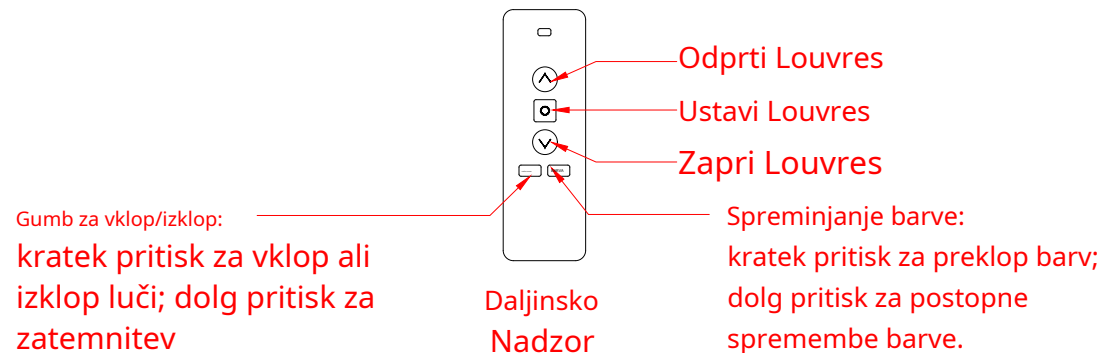 Odprti Louvres
Ustavi Louvres
Zapri Louvres
Gumb za vklop/izklop:
kratek pritisk za vklop ali
izklop luči; dolg pritisk za
zatemnitev
Daljinsko
Nadzor
Spreminjanje barve:
kratek pritisk za preklop barv;
dolg pritisk za postopne
spremembe barve.